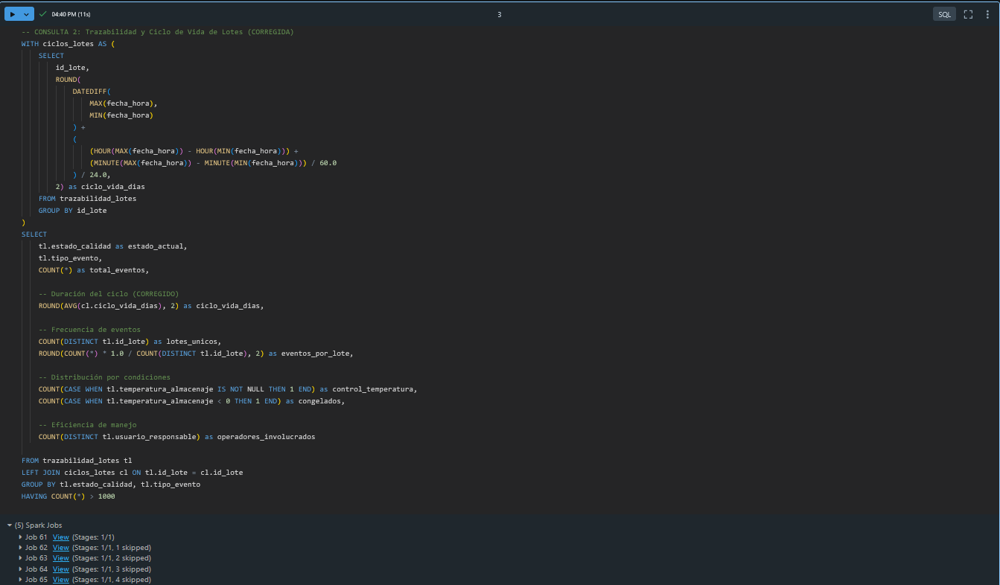 04:40 PM (11s)
3
SQL
-- CONSULTA 2: Trazabilidad y Ciclo de Vida de Lotes (CORREGIDA)
WITH ciclos_lotes AS (
SELECT
id_lote,
ROUND(
DATEDIFF(
MAX(fecha_hora),
MIN(fecha_hora)
) +
(
(HOUR(MAX(fecha_hora)) - HOUR(MIN(fecha_hora))) +
(MINUTE(MAX(fecha_hora)) - MINUTE(MIN(fecha_hora))) / 60.0
) / 24.0,
2) as ciclo_vida_dias
FROM trazabilidad_lotes
GROUP BY id_lote
)
SELECT
tl.estado_calidad as estado_actual,
tl.tipo_evento,
COUNT(*) as total_eventos,
-- Duración del ciclo (CORREGIDO)
ROUND(AVG(cl.ciclo_vida_dias), 2) as ciclo_vida_dias,
-- Frecuencia de eventos
COUNT(DISTINCT tl.id_lote) as lotes_unicos,
ROUND(COUNT(*) * 1.0 / COUNT(DISTINCT tl.id_lote), 2) as eventos_por_lote,
-- Distribución por condiciones
COUNT(CASE WHEN tl.temperatura_almacenaje IS NOT NULL THEN 1 END) as control_temperatura,
COUNT(CASE WHEN tl.temperatura_almacenaje < 0 THEN 1 END) as congelados,
-- Eficiencia de manejo
COUNT(DISTINCT tl.usuario_responsable) as operadores_involucrados
FROM trazabilidad_lotes tl
LEFT JOIN ciclos_lotes cl ON tl.id_lote = cl.id_lote
GROUP BY tl.estado_calidad, tl.tipo_evento
HAVING COUNT(*) > 1000
(5) Spark Jobs
Job 61 View (Stages: 1/1)
Job 62 View (Stages: 1/1, 1 skipped)
Job 63 View (Stages: 1/1, 2 skipped)
Job 64 View (Stages: 1/1, 3 skipped)
Job 65 View (Stages: 1/1, 4 skipped)